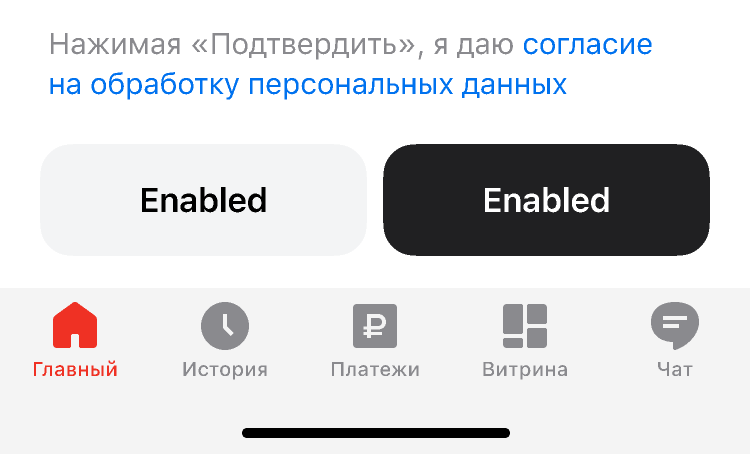 Нажимая «Подтвердить», я даю согласие
на обработку персональных данных
Enabled Enabled
Главный История Платежи Витрина Чат